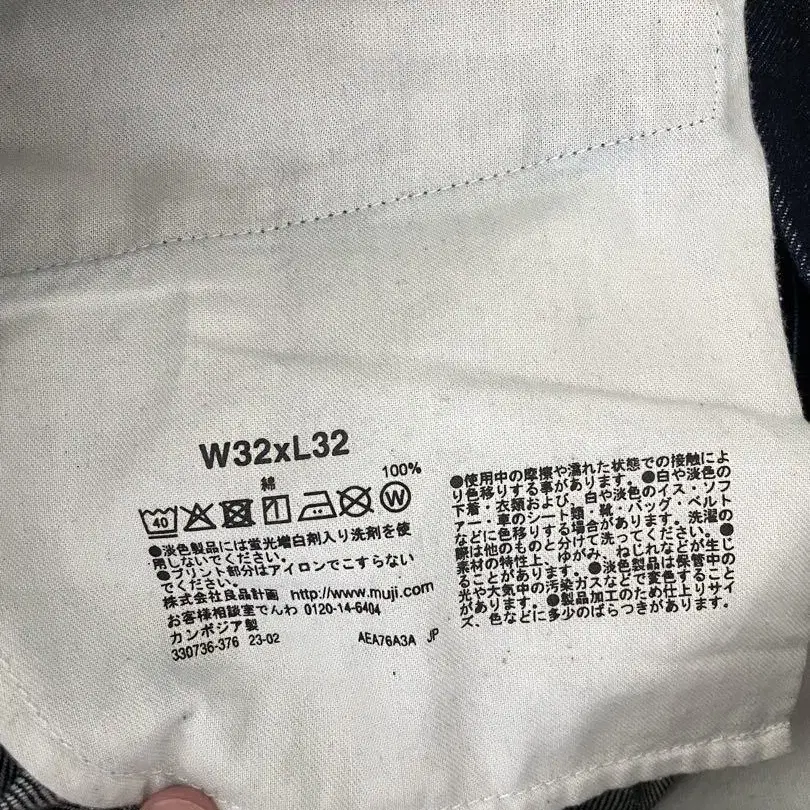 W32xL32
綿 100%
40 W
●淡色製品には蛍光増白剤入り洗剤を使
用しないでください。
●プリント部分はアイロンでこすらない
でください。
株式会社良品計画 http://www.muji.com
お客様相談室でんわ 0120-14-6404
カンボジア製
330736-376 23-02 AEA76A3A JP
●使用中の摩擦や濡れた状態での接触によ
り色移りする事があります。●白や淡色の
下着・衣類および、白や淡色のイス・ソフ
ァー・車のシート類・靴・バッグ・ベルト
などに色移りする場合があります。洗濯の
際は他のものと分けて洗ってください。●
素材の特性上、ゆがみ、ねじれなどが生じ
ることがあります。●淡色製品は保管中の
光や大気中の汚染ガスなどで変色すること
があります。●製品加工のため仕上りサイ
ズ、色などに多少のばらつきがあります。